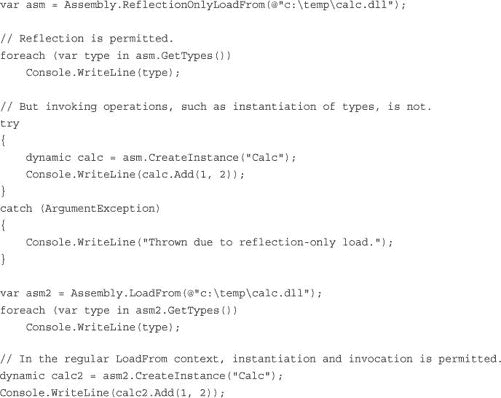 var asm = Assembly.ReflectionOnlyLoadFrom(@"c:\temp\calc.dll");

// Reflection is permitted.
foreach (var type in asm.GetTypes())
    Console.WriteLine(type);

// But invoking operations, such as instantiation of types, is not.
try
{
    dynamic calc = asm.CreateInstance("Calc");
    Console.WriteLine(calc.Add(1, 2));
}
catch (ArgumentException)
{
    Console.WriteLine("Thrown due to reflection-only load.");
}

var asm2 = Assembly.LoadFrom(@"c:\temp\calc.dll");
foreach (var type in asm2.GetTypes())
    Console.WriteLine(type);

// In the regular LoadFrom context, instantiation and invocation is permitted.
dynamic calc2 = asm2.CreateInstance("Calc");
Console.WriteLine(calc2.Add(1, 2));